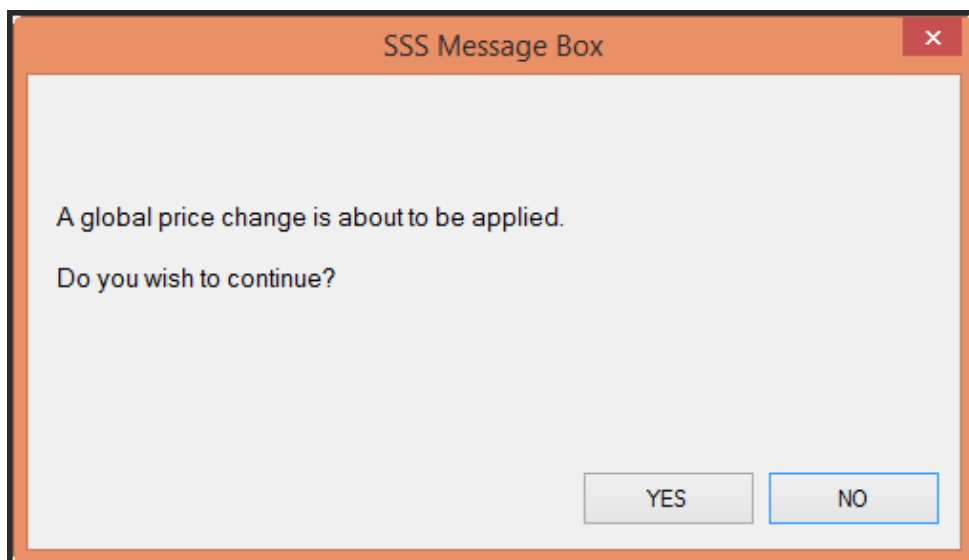 SSS Message Box
A global price change is about to be applied.
Do you wish to continue?
YES
NO